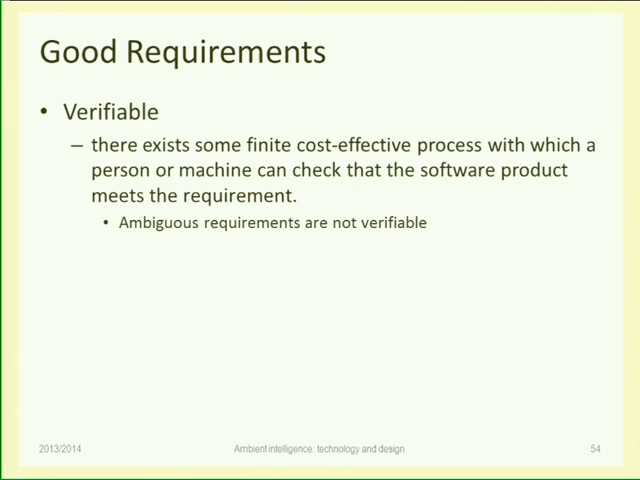 Good Requirements
• Verifiable
– there exists some finite cost-effective process with which a
person or machine can check that the software product
meets the requirement.
• Ambiguous requirements are not verifiable
2013/2014
Ambient intelligence: technology and design
54